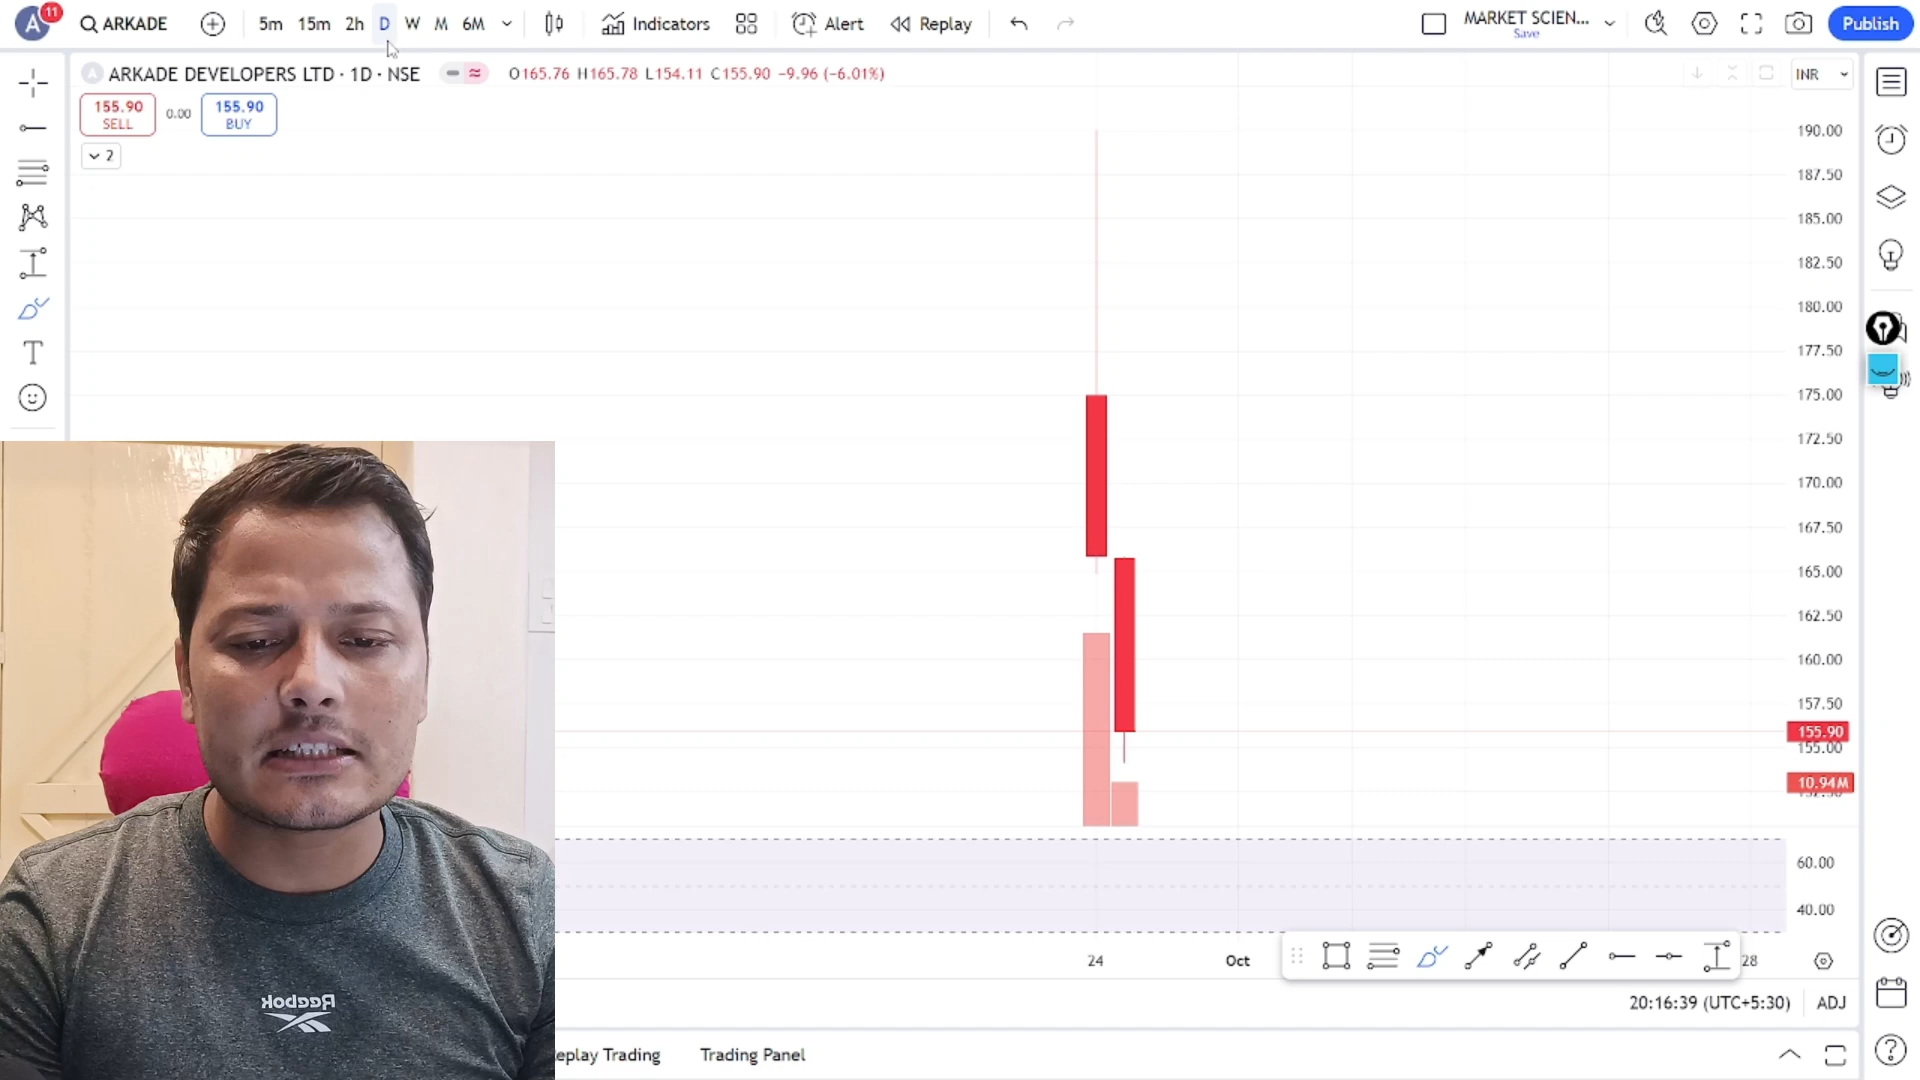 A 11 ARKADE 5m 15m 2h D W M 6M Indicators Alert Replay MARKET SCIEN... Save Publish
A ARKADE DEVELOPERS LTD · 1D · NSE O165.76 H165.78 L154.11 C155.90 −9.96 (−6.01%) INR
155.90 SELL 0.00 155.90 BUY
2
190.00
187.50
185.00
182.50
180.00
177.50
175.00
172.50
170.00
167.50
165.00
162.50
160.00
157.50
155.90
155.00
10.94M
60.00
40.00
24 Oct 28
Reebok
20:16:39 (UTC+5:30) ADJ
eplay Trading Trading Panel